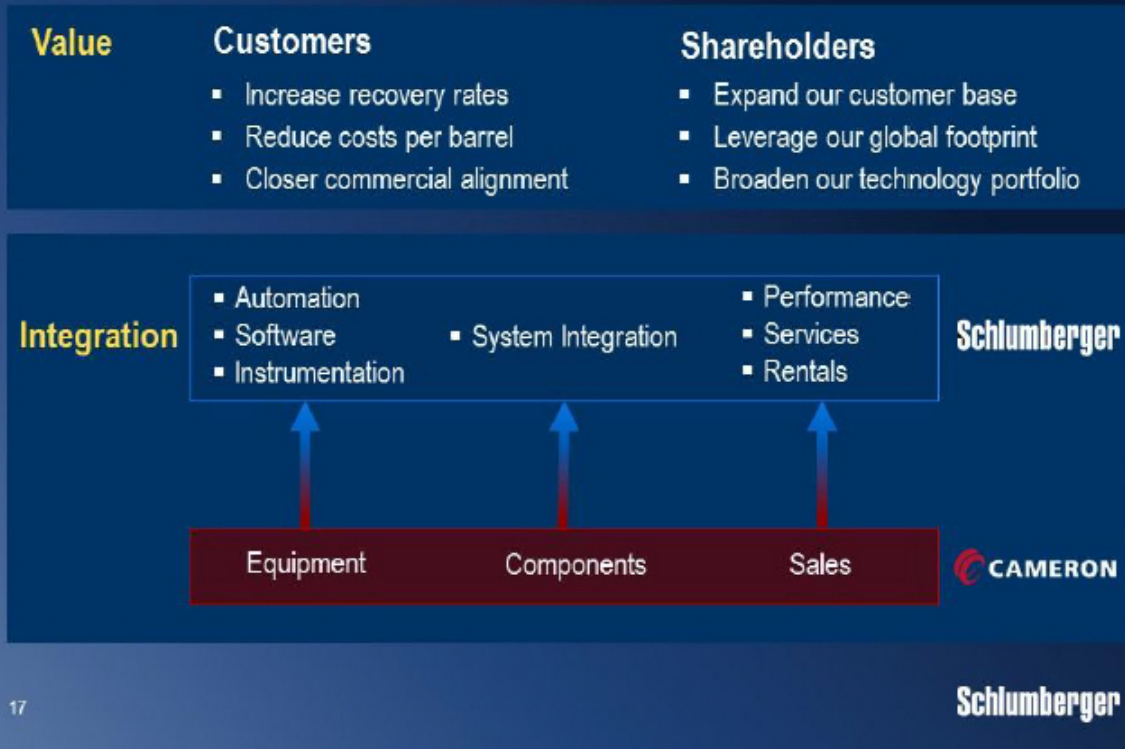 Value
Customers
▪ Increase recovery rates
▪ Reduce costs per barrel
▪ Closer commercial alignment
Shareholders
▪ Expand our customer base
▪ Leverage our global footprint
▪ Broaden our technology portfolio
Integration
▪ Automation
▪ Software
▪ Instrumentation
▪ System Integration
▪ Performance
▪ Services
▪ Rentals
Schlumberger
Equipment
Components
Sales
CAMERON
17
Schlumberger